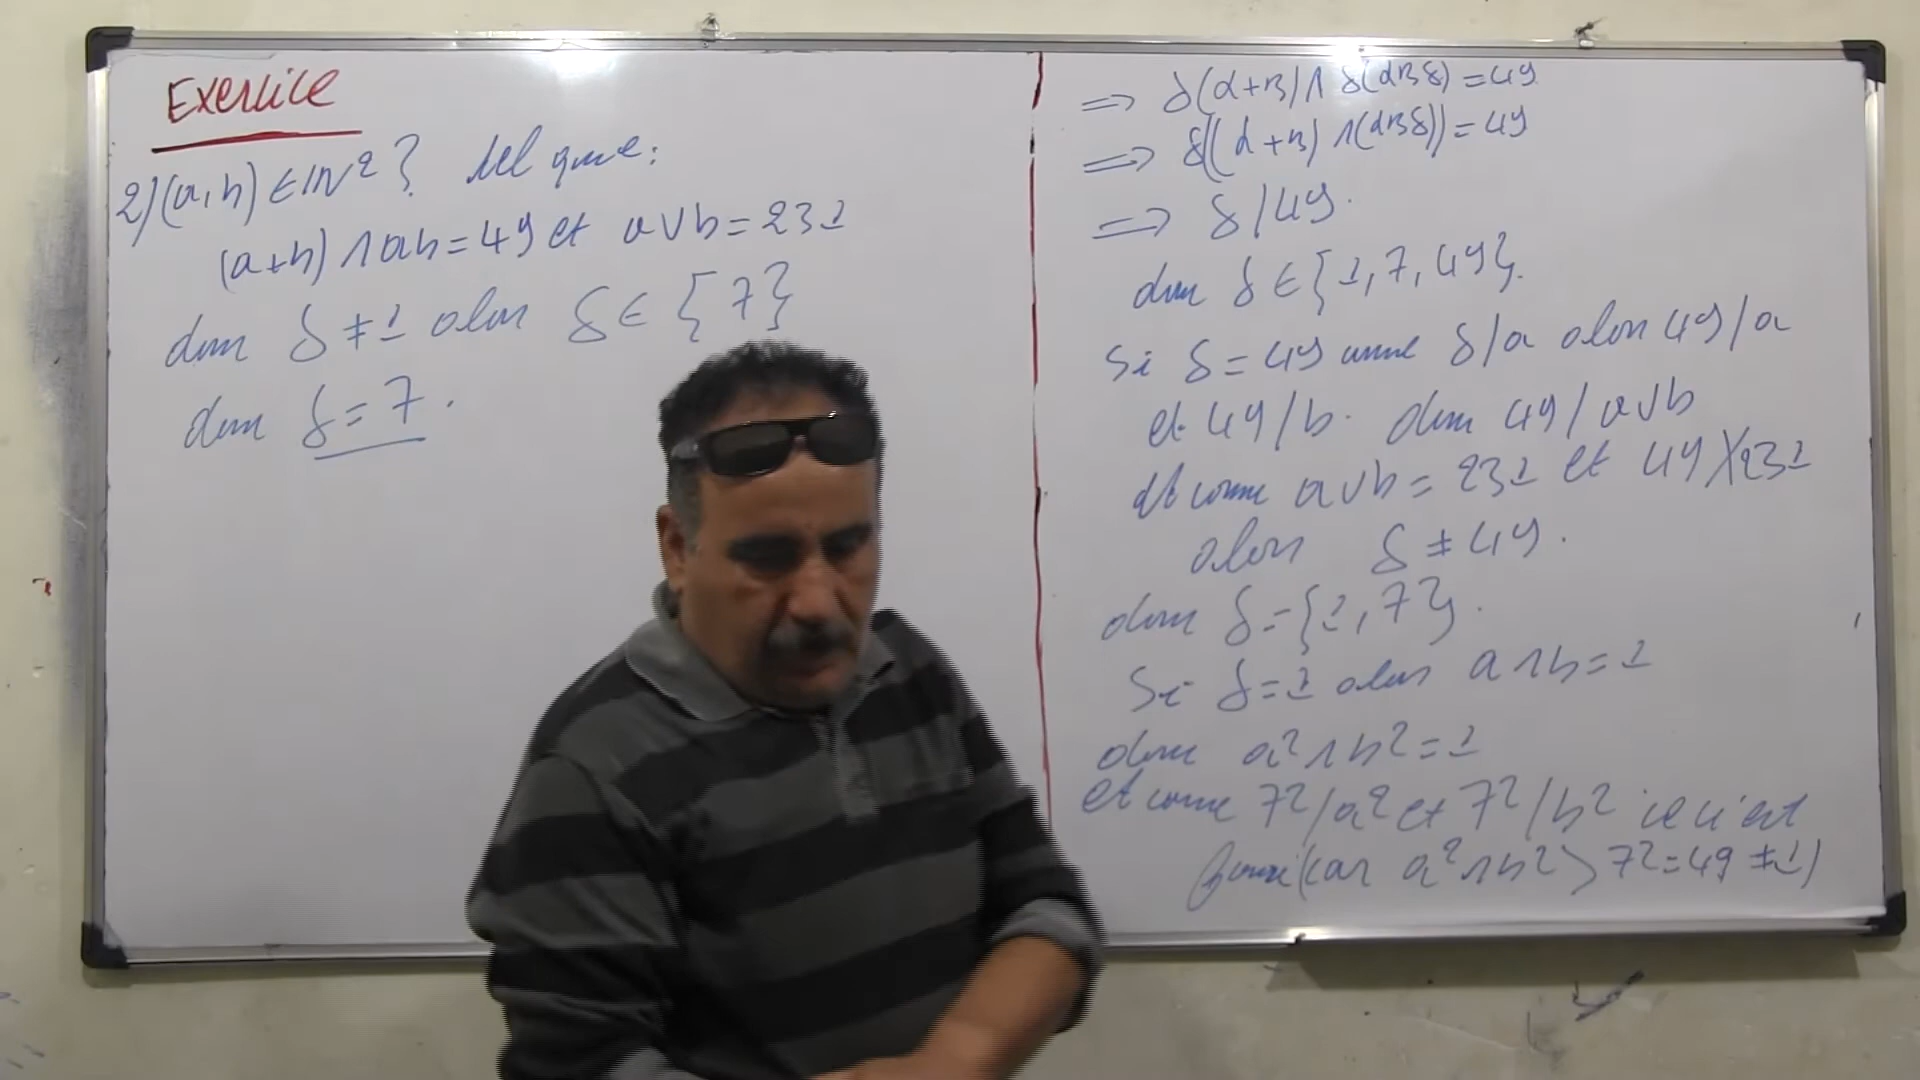 Exercice
2) (a,b) ∈ IN² ? tel que :
(a+b) ∧ ab = 49 et a∨b = 231
donc δ ≠ 1 alors δ ∈ {7}
donc δ = 7.
⟹ δ(α+β) ∧ δ(αβδ) = 49
⟹ δ((α+β) ∧ (αβδ)) = 49
⟹ δ/49.
donc δ ∈ {1,7,49}.
Si δ = 49 comme δ/a alors 49/a
et 49/b. donc 49/a∨b
et comme a∨b = 231 et 49∤231
alors δ ≠ 49.
donc δ = {1,7}.
Si δ = 1 alors a∧b = 1
donc a²∧b² = 1
et comme 7²/a² et 7²/b² ceci est
(car a²∧b² > 7² = 49 ≠ 1)